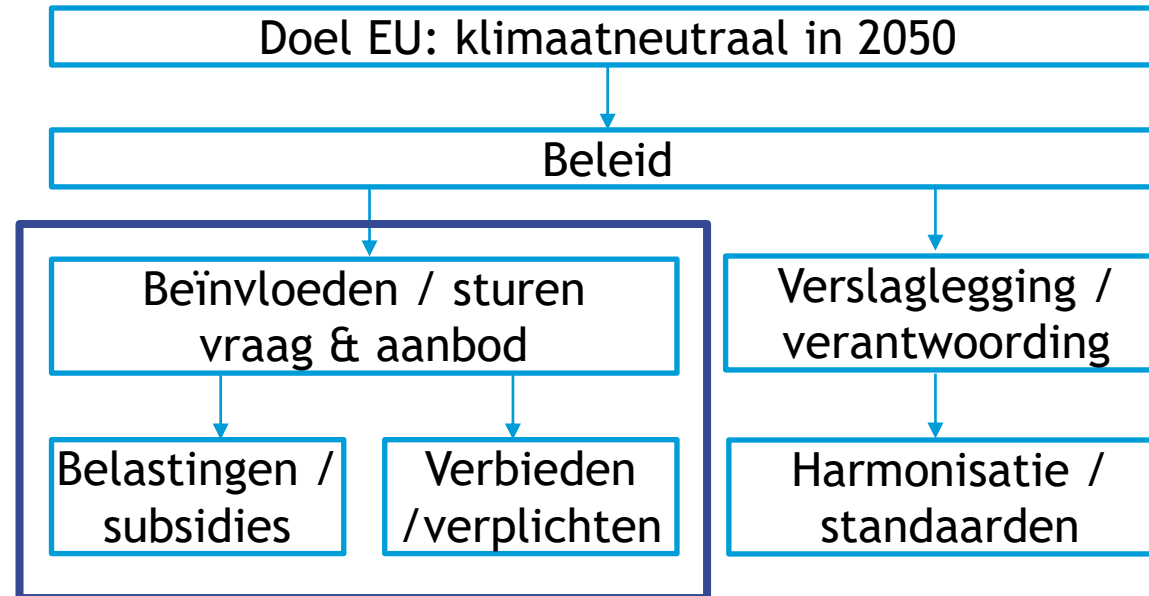 Doel EU: klimaatneutraal in 2050
Beleid
Beïnvloeden / sturen
vraag & aanbod
Verslaglegging /
verantwoording
Belastingen /
subsidies
Verbieden
/verplichten
Harmonisatie /
standaarden